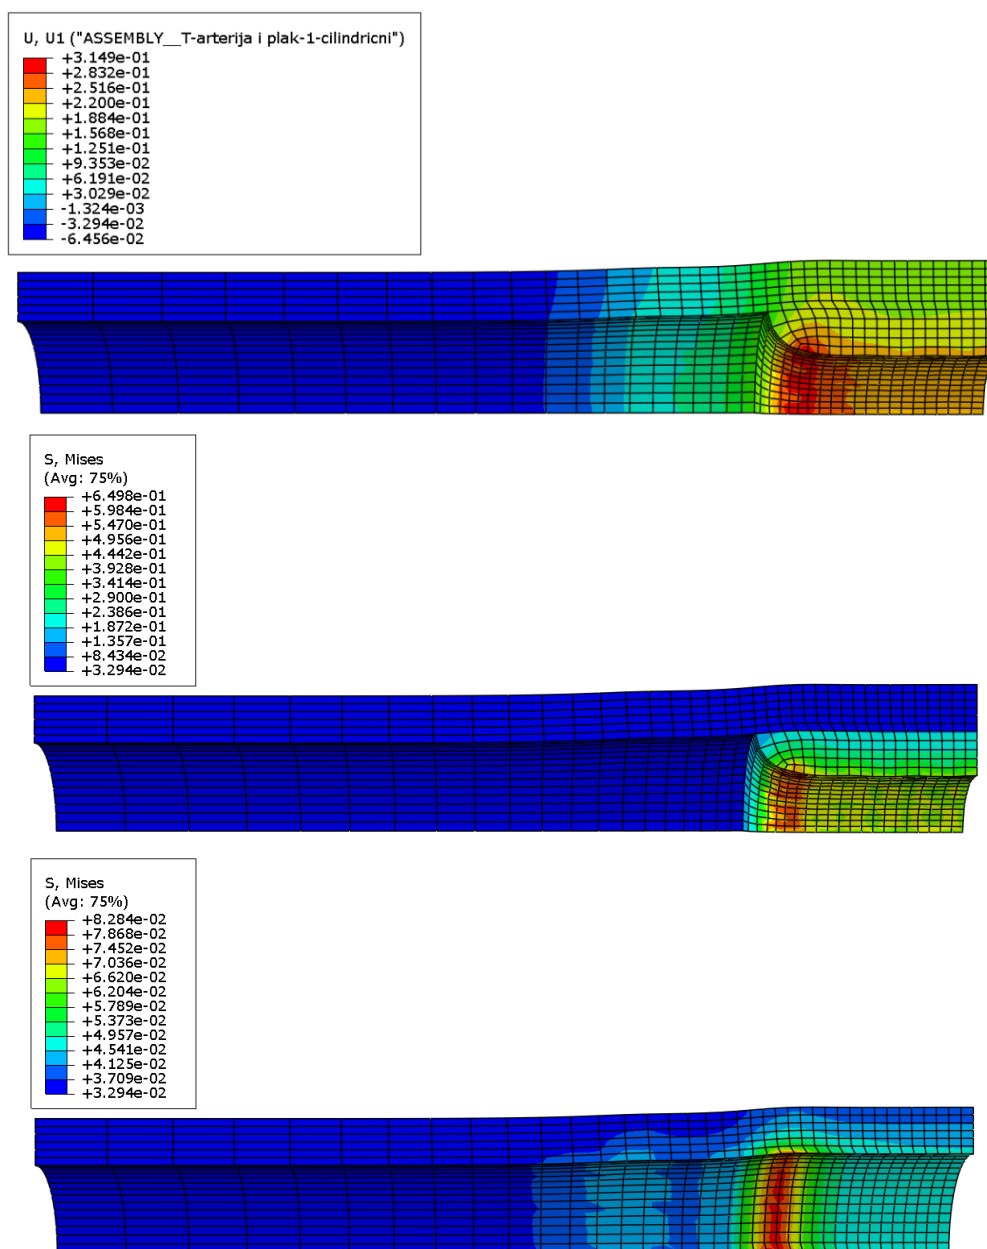 U, U1 ("ASSEMBLY__T-arterija i plak-1-cilindricni")
+3.149e-01
+2.832e-01
+2.516e-01
+2.200e-01
+1.884e-01
+1.568e-01
+1.251e-01
+9.353e-02
+6.191e-02
+3.029e-02
-1.324e-03
-3.294e-02
-6.456e-02
S, Mises
(Avg: 75%)
+6.498e-01
+5.984e-01
+5.470e-01
+4.956e-01
+4.442e-01
+3.928e-01
+3.414e-01
+2.900e-01
+2.386e-01
+1.872e-01
+1.357e-01
+8.434e-02
+3.294e-02
S, Mises
(Avg: 75%)
+8.284e-02
+7.868e-02
+7.452e-02
+7.036e-02
+6.620e-02
+6.204e-02
+5.789e-02
+5.373e-02
+4.957e-02
+4.541e-02
+4.125e-02
+3.709e-02
+3.294e-02